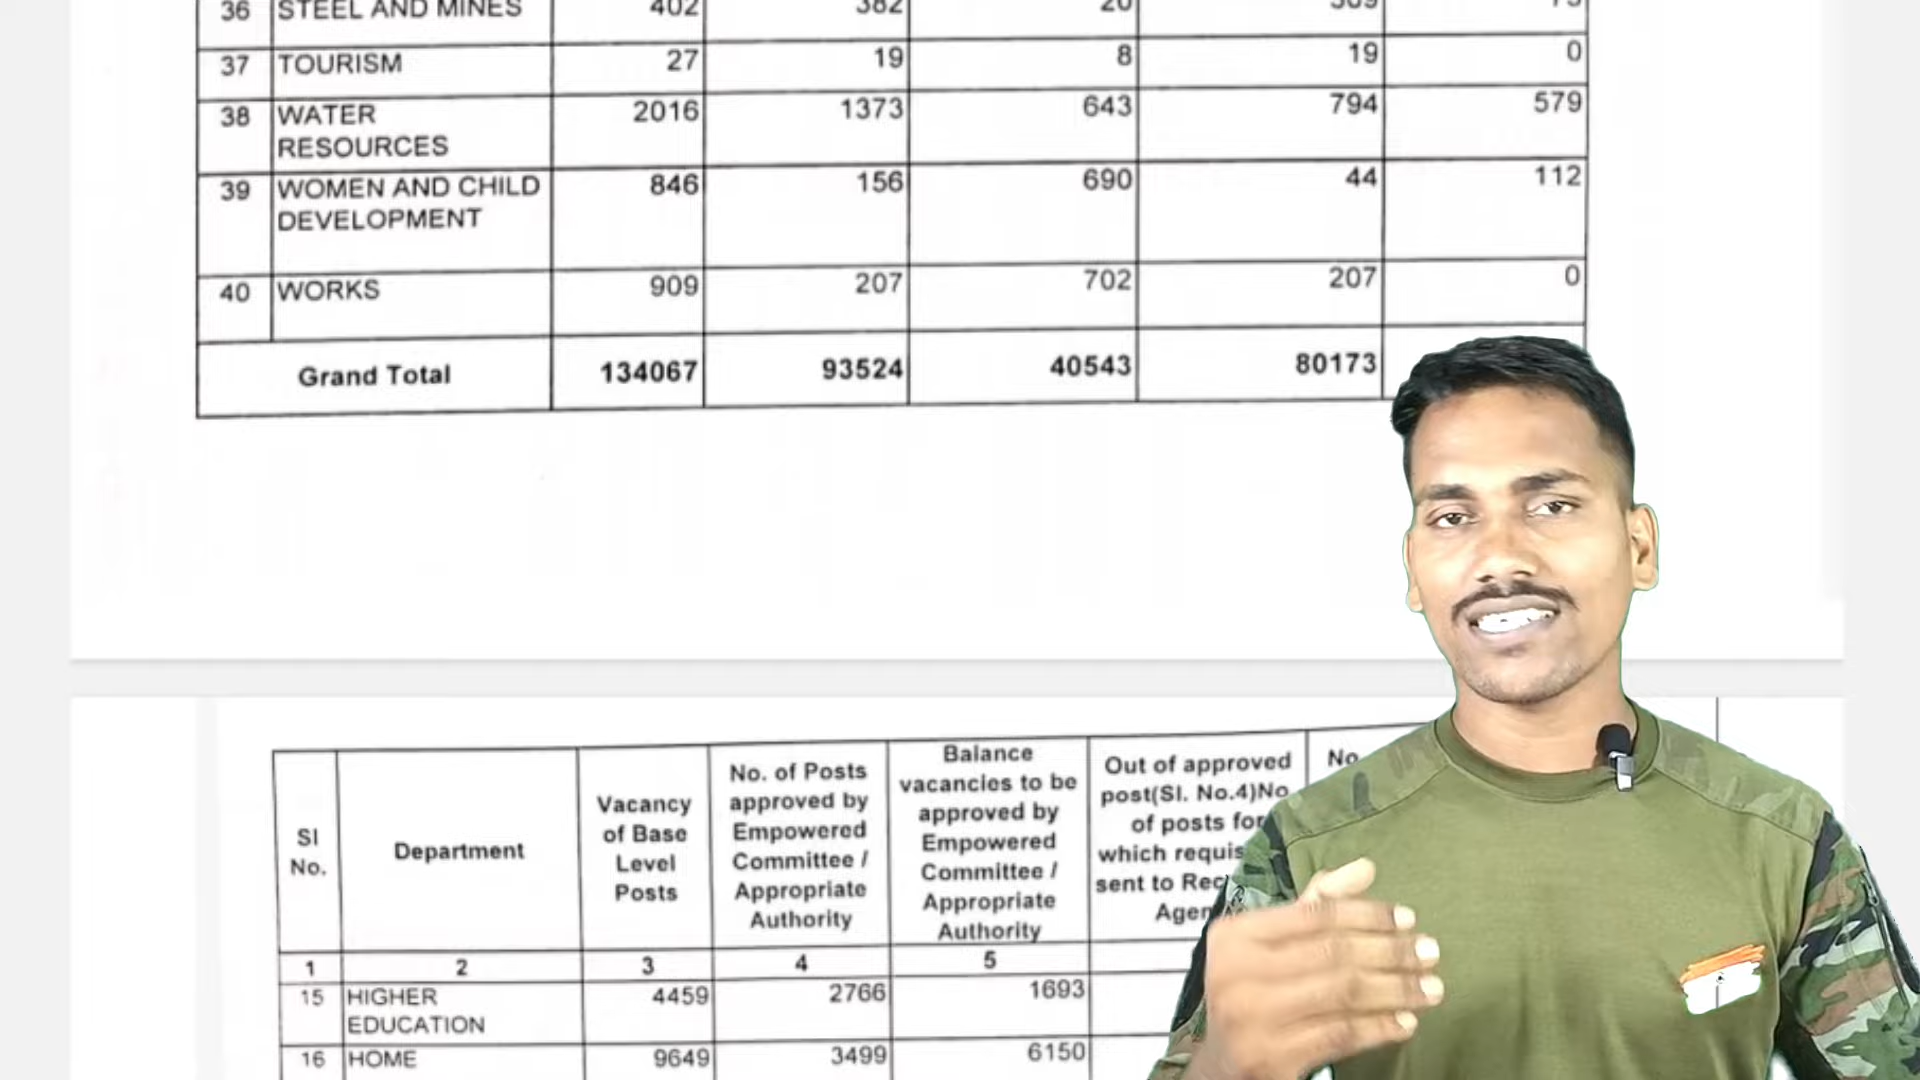 36 STEEL AND MINES 402 382 20 309 73
37 TOURISM 27 19 8 19 0
38 WATER RESOURCES 2016 1373 643 794 579
39 WOMEN AND CHILD DEVELOPMENT 846 156 690 44 112
40 WORKS 909 207 702 207 0
Grand Total 134067 93524 40543 80173
Sl No.
Department
Vacancy of Base Level Posts
No. of Posts approved by Empowered Committee / Appropriate Authority
Balance vacancies to be approved by Empowered Committee / Appropriate Authority
Out of approved post(Sl. No.4)No of posts for which requis sent to Rec Agen
No
1 2 3 4 5
15 HIGHER EDUCATION 4459 2766 1693
16 HOME 9649 3499 6150